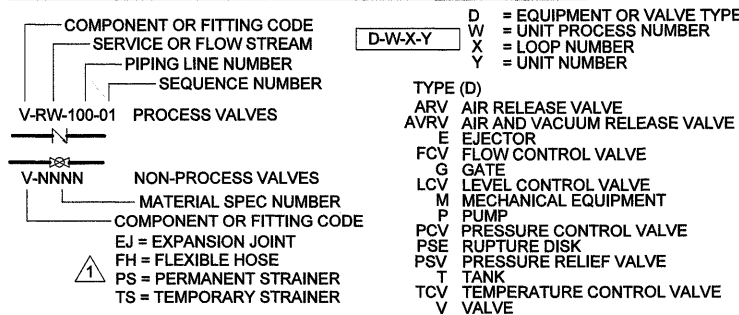 COMPONENT OR FITTING CODE
SERVICE OR FLOW STREAM
PIPING LINE NUMBER
SEQUENCE NUMBER
V-RW-100-01 PROCESS VALVES
V-NNNN NON-PROCESS VALVES
MATERIAL SPEC NUMBER
COMPONENT OR FITTING CODE
EJ = EXPANSION JOINT
FH = FLEXIBLE HOSE
1
PS = PERMANENT STRAINER
TS = TEMPORARY STRAINER
D-W-X-Y
D = EQUIPMENT OR VALVE TYPE
W = UNIT PROCESS NUMBER
X = LOOP NUMBER
Y = UNIT NUMBER
TYPE (D)
ARV AIR RELEASE VALVE
AVRV AIR AND VACUUM RELEASE VALVE
E EJECTOR
FCV FLOW CONTROL VALVE
G GATE
LCV LEVEL CONTROL VALVE
M MECHANICAL EQUIPMENT
P PUMP
PCV PRESSURE CONTROL VALVE
PSE RUPTURE DISK
PSV PRESSURE RELIEF VALVE
T TANK
TCV TEMPERATURE CONTROL VALVE
V VALVE